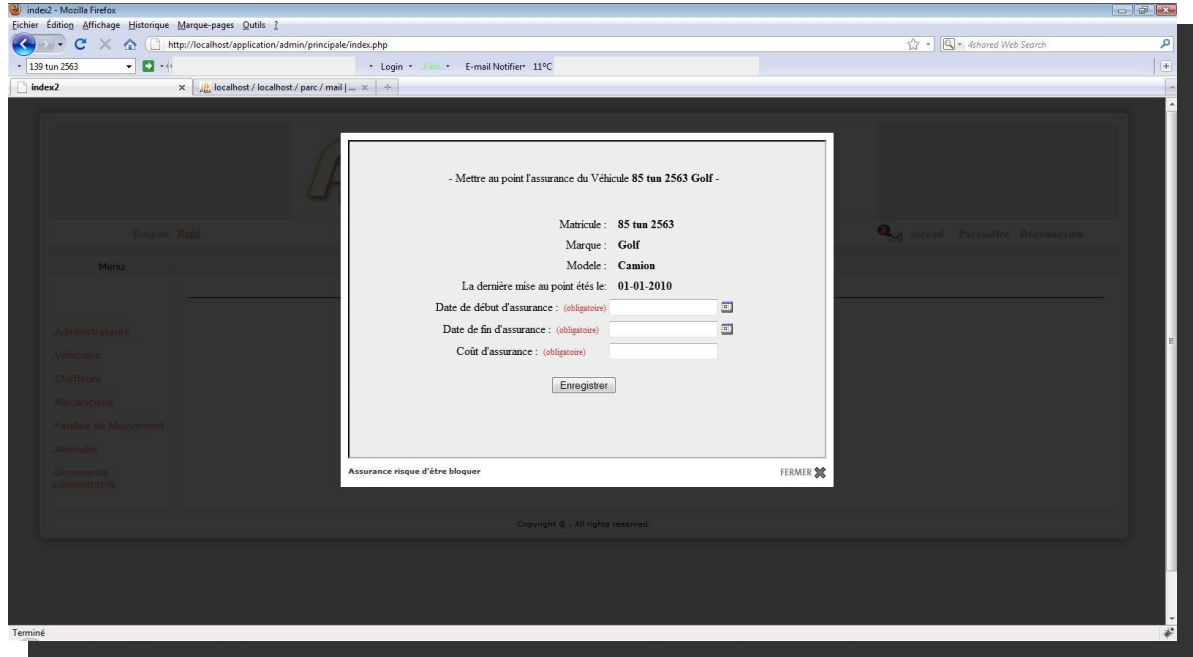 index2 - Mozilla Firefox
Fichier Édition Affichage Historique Marque-pages Outils ?
http://localhost/application/admin/principale/index.php
4shared Web Search
139 tun 2563
Login
E-mail Notifier
11°C
index2
localhost / localhost / parc / mail | ...
Bonjour, Rishi
acceuil Paramétre Déconnexion
Menu
.Administrateurs
.Véhicules
.Chaffeurs
.Mecaniciens
.Feuilles de Mouvement
.Amendes
.Documents
administratifs
- Mettre au point l'assurance du Véhicule 85 tun 2563 Golf -
Matricule : 85 tun 2563
Marque : Golf
Modele : Camion
La dernière mise au point étés le: 01-01-2010
Date de début d'assurance : (obligatoire)
Date de fin d'assurance : (obligatoire)
Coût d'assurance : (obligatoire)
Enregistrer
Assurance risque d'être bloquer
FERMER
Copyright © . All rights reserved.
Terminé